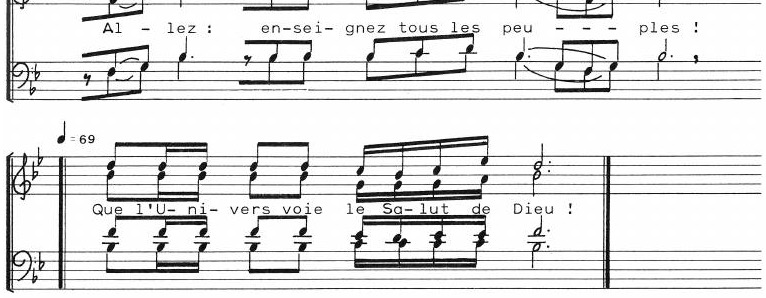 Al - lez : en-sei- gnez tous les peu - - - ples !
= 69
Que l'U- ni- vers voie le Sa-lut de Dieu !